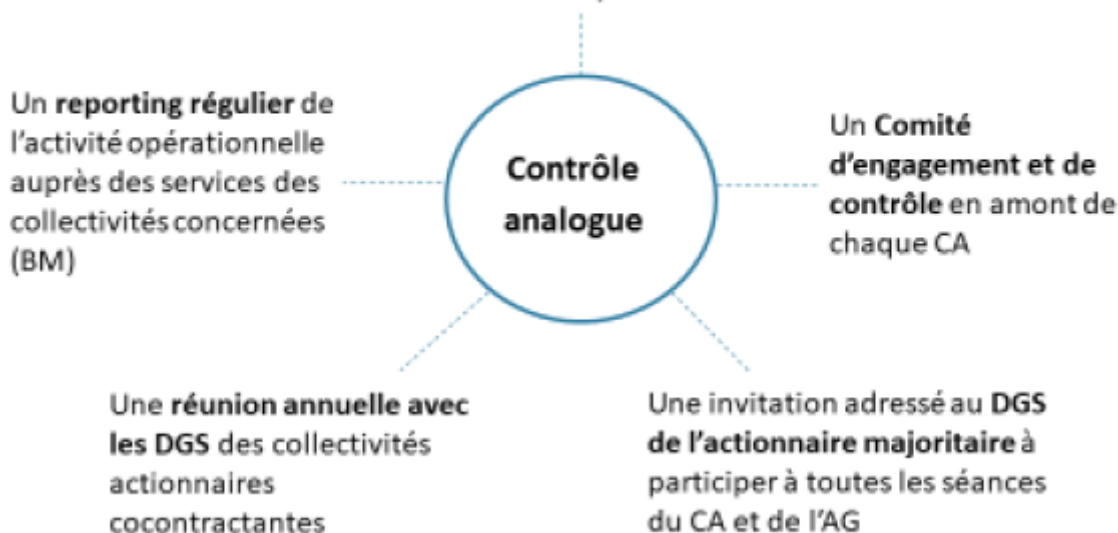 Un reporting régulier de
l'activité opérationnelle
auprès des services des
collectivités concernées
(BM)
Contrôle
analogue
Un Comité
d'engagement et de
contrôle en amont de
chaque CA
Une réunion annuelle avec
les DGS des collectivités
actionnaires
cocontractantes
Une invitation adressé au DGS
de l'actionnaire majoritaire à
participer à toutes les séances
du CA et de l'AG